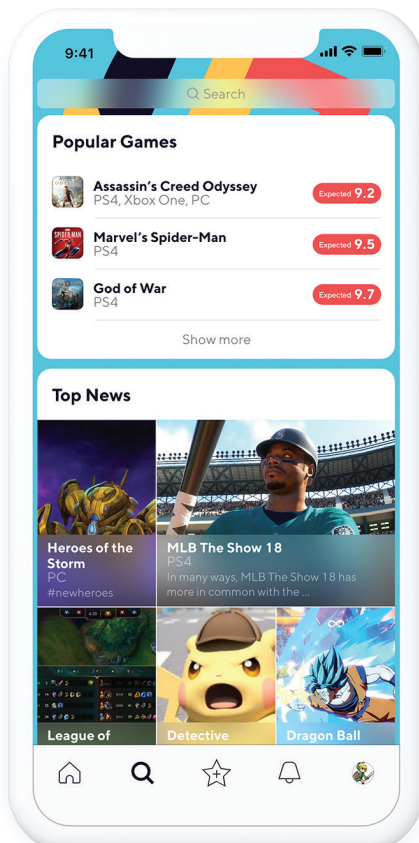 9:41
Search
Popular Games
Assassin's Creed Odyssey
PS4, Xbox One, PC
Expected 9.2
SPIDER-MAN
Marvel's Spider-Man
PS4
Expected 9.5
God of War
PS4
Expected 9.7
Show more
Top News
Heroes of the
Storm
PC
#newheroes
MLB The Show 18
PS4
In many ways, MLB The Show 18 has
more in common with the ...
League of
Detective
Dragon Ball